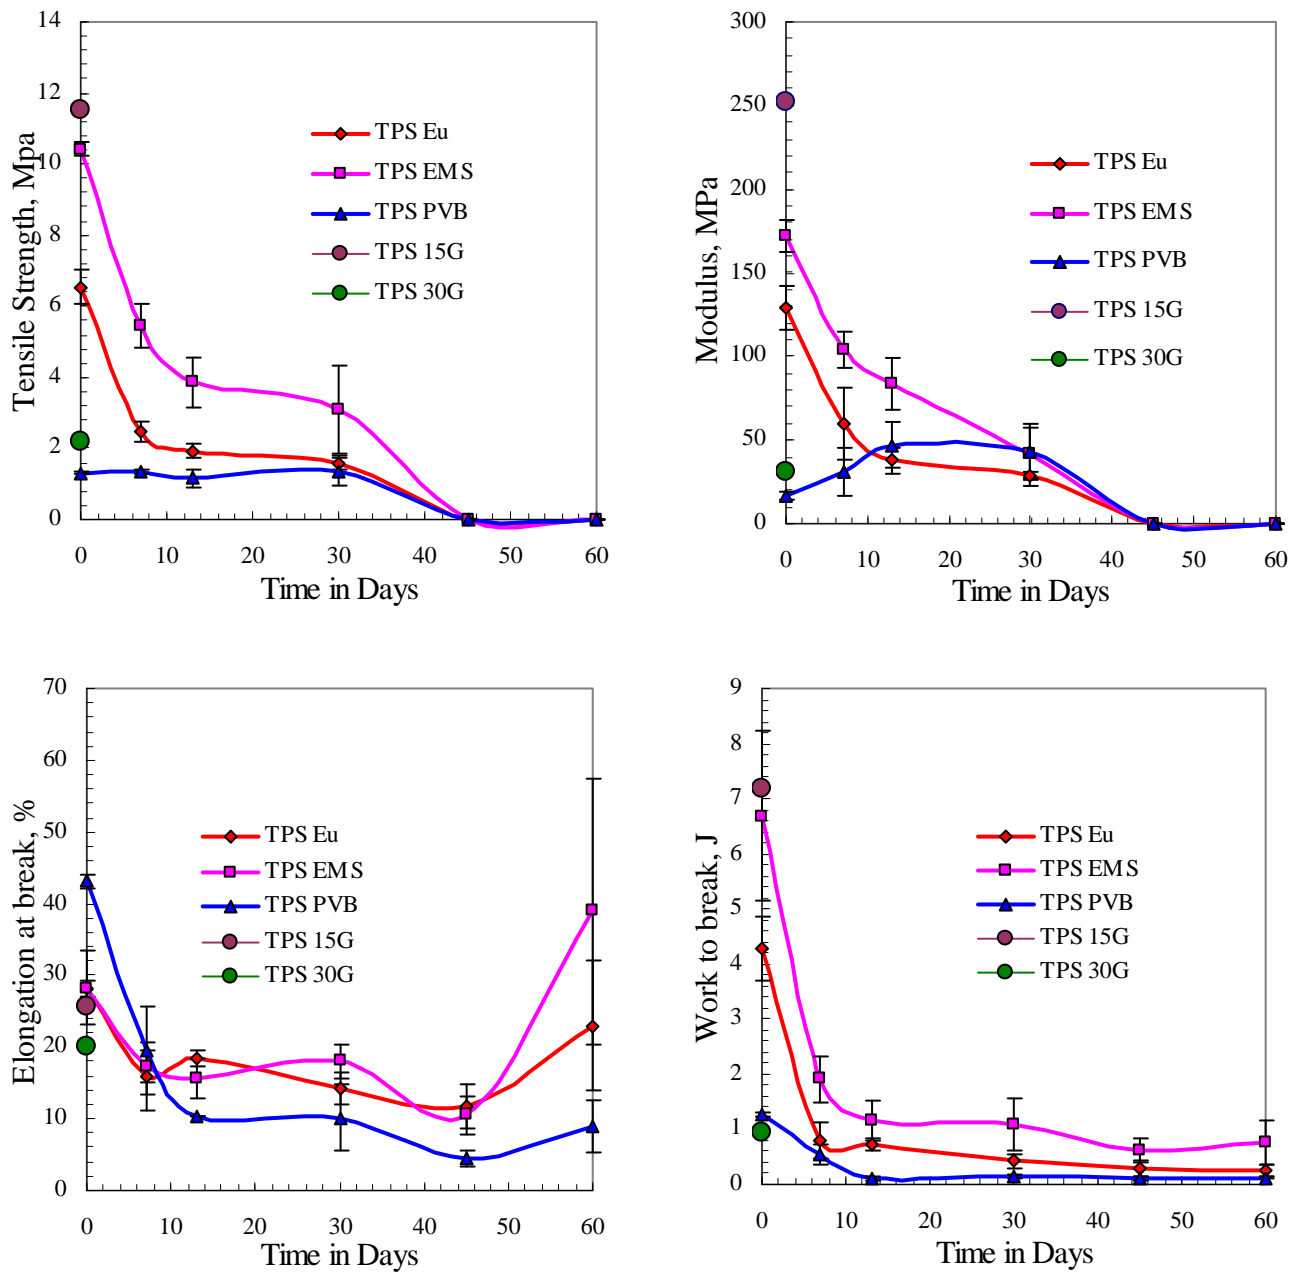 14
12
10
8
6
4
2
0
0 10 20 30 40 50 60
Tensile Strength, Mpa
Time in Days
TPS Eu
TPS EMS
TPS PVB
TPS 15G
TPS 30G
300
250
200
150
100
50
0
0 10 20 30 40 50 60
Modulus, MPa
Time in Days
TPS Eu
TPS EMS
TPS PVB
TPS 15G
TPS 30G
70
60
50
40
30
20
10
0
0 10 20 30 40 50 60
Elongation at break, %
Time in Days
TPS Eu
TPS EMS
TPS PVB
TPS 15G
TPS 30G
9
8
7
6
5
4
3
2
1
0
0 10 20 30 40 50 60
Work to break, J
Time in Days
TPS Eu
TPS EMS
TPS PVB
TPS 15G
TPS 30G